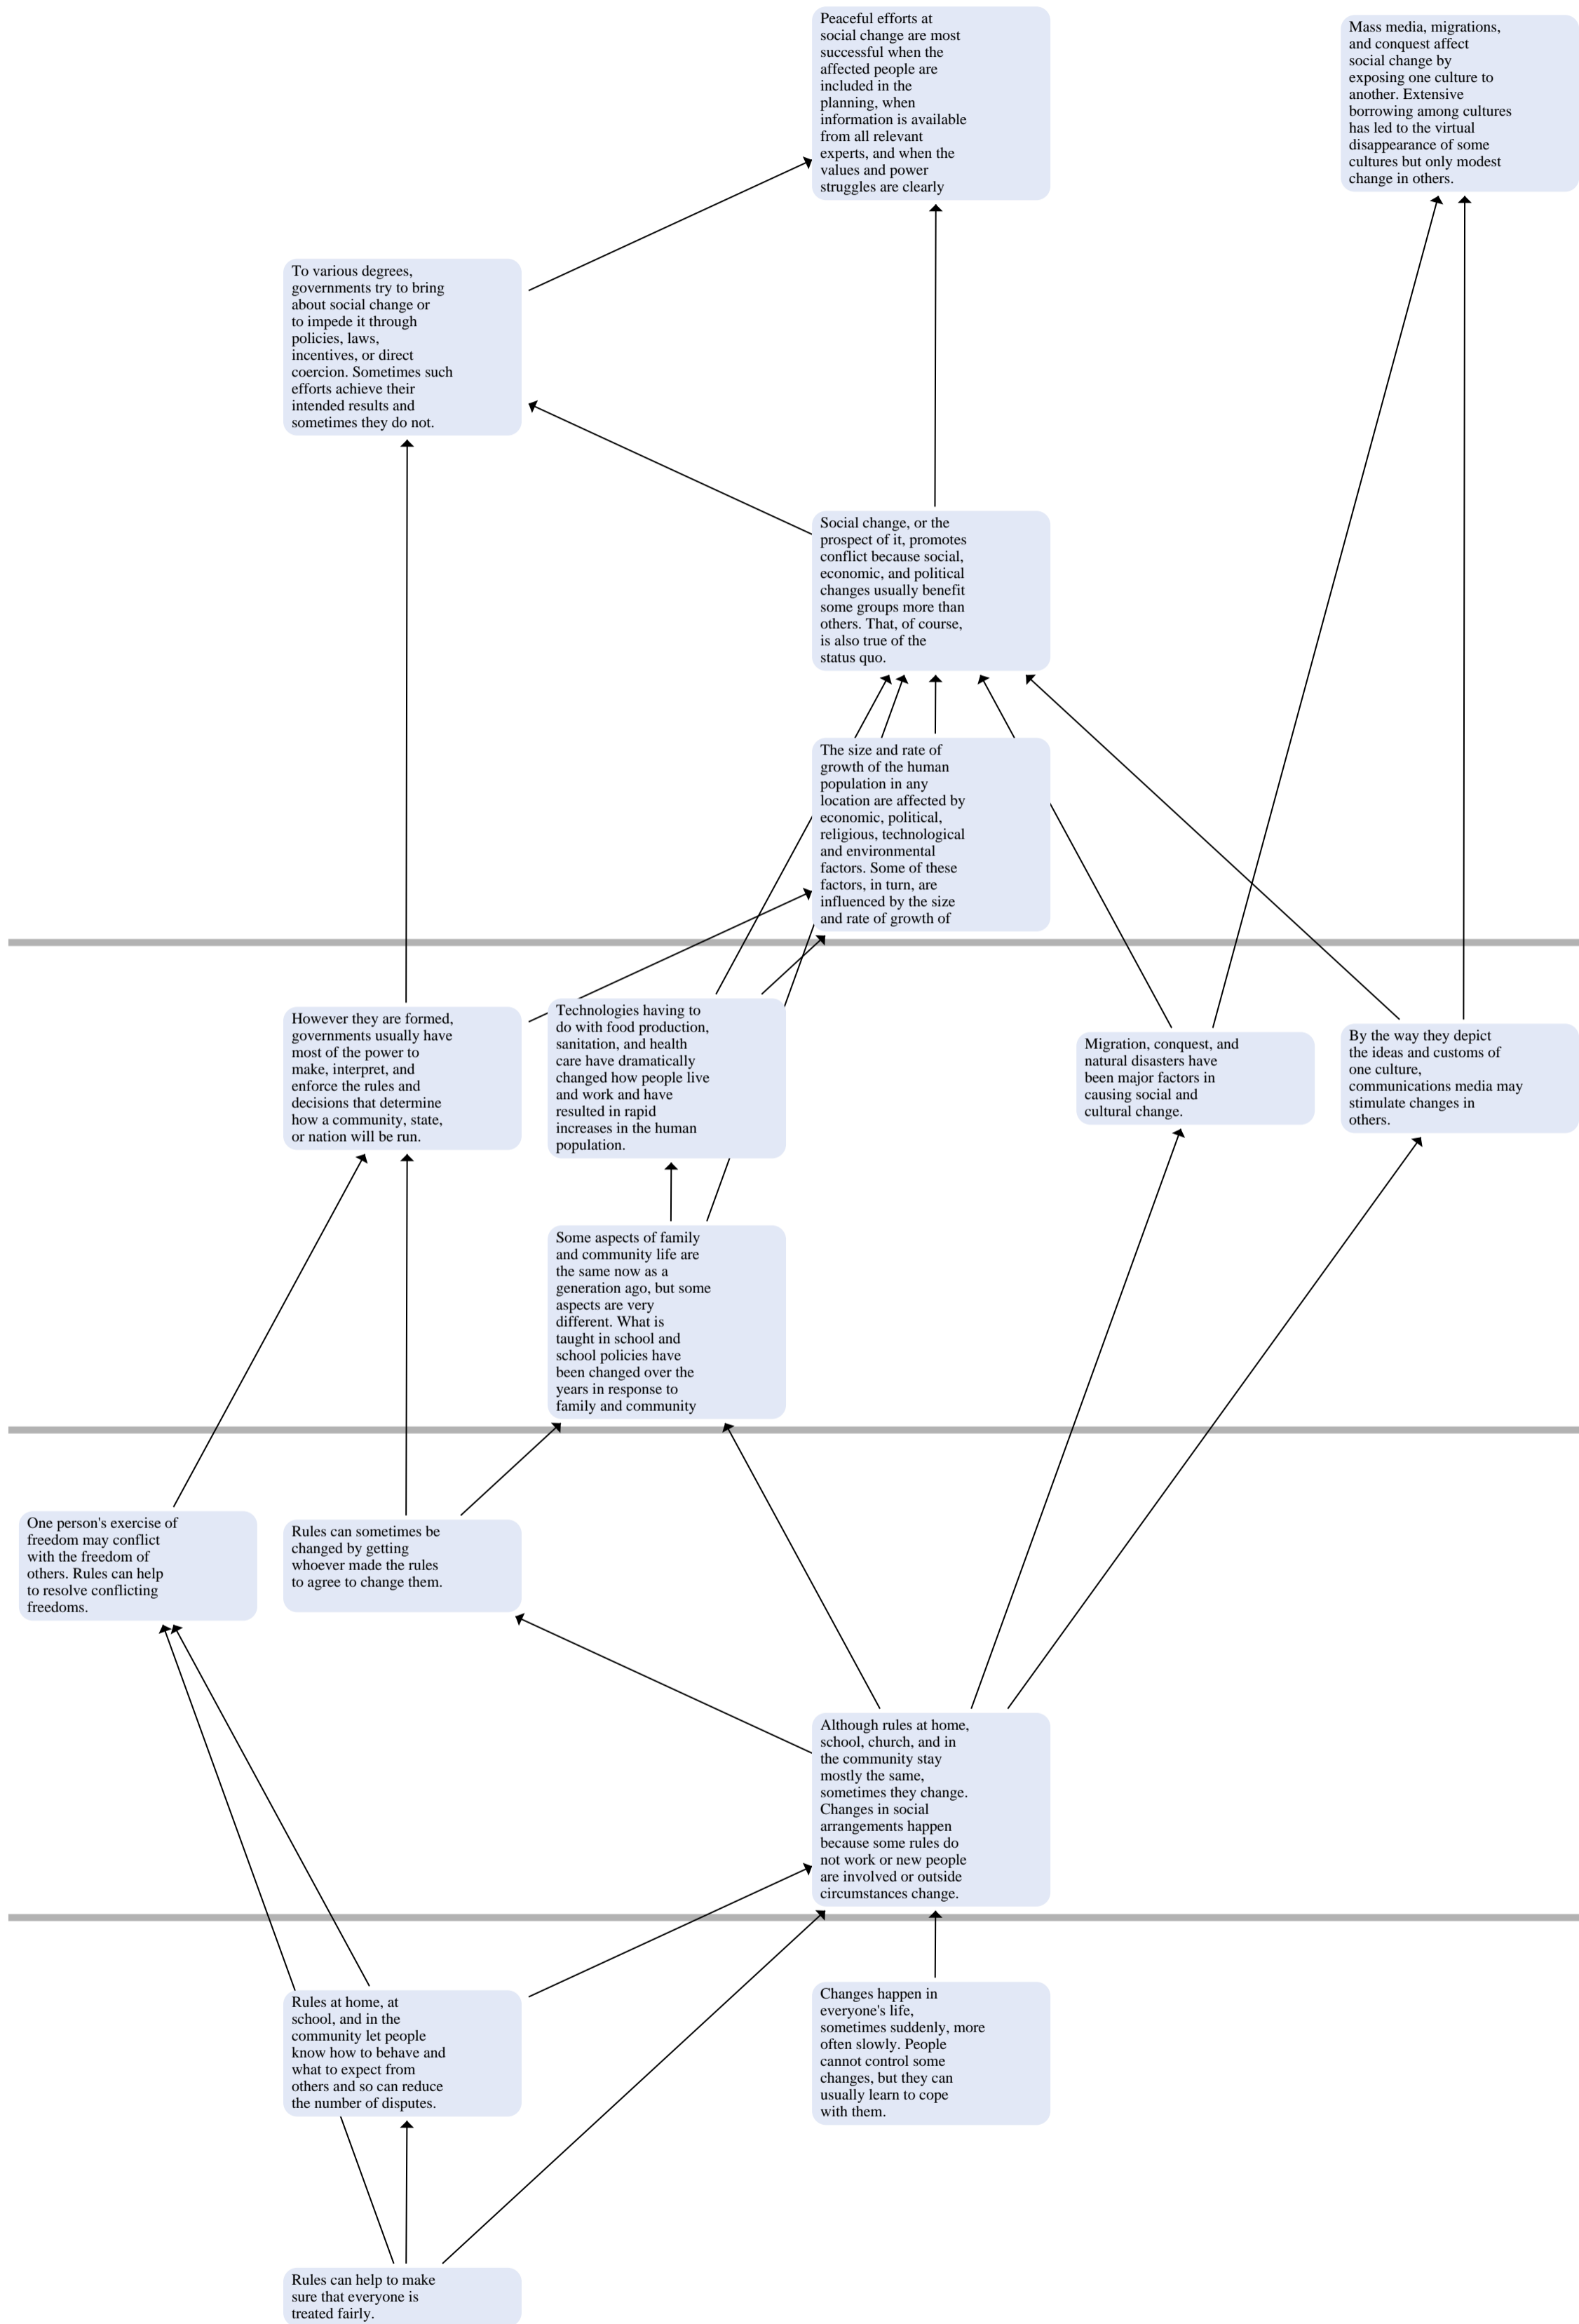 Peaceful efforts at
social change are most
successful when the
affected people are
included in the
planning, when
information is available
from all relevant
experts, and when the
values and power
struggles are clearly
Mass media, migrations,
and conquest affect
social change by
exposing one culture to
another. Extensive
borrowing among cultures
has led to the virtual
disappearance of some
cultures but only modest
change in others.
To various degrees,
governments try to bring
about social change or
to impede it through
policies, laws,
incentives, or direct
coercion. Sometimes such
efforts achieve their
intended results and
sometimes they do not.
Social change, or the
prospect of it, promotes
conflict because social,
economic, and political
changes usually benefit
some groups more than
others. That, of course,
is also true of the
status quo.
The size and rate of
growth of the human
population in any
location are affected by
economic, political,
religious, technological
and environmental
factors. Some of these
factors, in turn, are
influenced by the size
and rate of growth of
However they are formed,
governments usually have
most of the power to
make, interpret, and
enforce the rules and
decisions that determine
how a community, state,
or nation will be run.
Technologies having to
do with food production,
sanitation, and health
care have dramatically
changed how people live
and work and have
resulted in rapid
increases in the human
population.
Migration, conquest, and
natural disasters have
been major factors in
causing social and
cultural change.
By the way they depict
the ideas and customs of
one culture,
communications media may
stimulate changes in
others.
Some aspects of family
and community life are
the same now as a
generation ago, but some
aspects are very
different. What is
taught in school and
school policies have
been changed over the
years in response to
family and community
One person's exercise of
freedom may conflict
with the freedom of
others. Rules can help
to resolve conflicting
freedoms.
Rules can sometimes be
changed by getting
whoever made the rules
to agree to change them.
Although rules at home,
school, church, and in
the community stay
mostly the same,
sometimes they change.
Changes in social
arrangements happen
because some rules do
not work or new people
are involved or outside
circumstances change.
Rules at home, at
school, and in the
community let people
know how to behave and
what to expect from
others and so can reduce
the number of disputes.
Changes happen in
everyone's life,
sometimes suddenly, more
often slowly. People
cannot control some
changes, but they can
usually learn to cope
with them.
Rules can help to make
sure that everyone is
treated fairly.